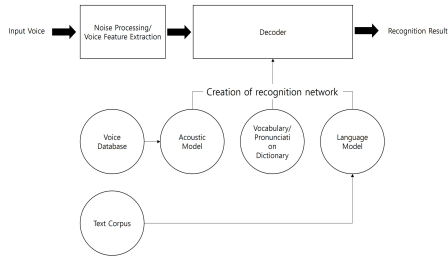 Input Voice
Noise Processing/
Voice Feature Extraction
Decoder
Recognition Result
Creation of recognition network
Voice
Database
Acoustic
Model
Vocabulary/
Pronunciati
on
Dictionary
Language
Model
Text Corpus